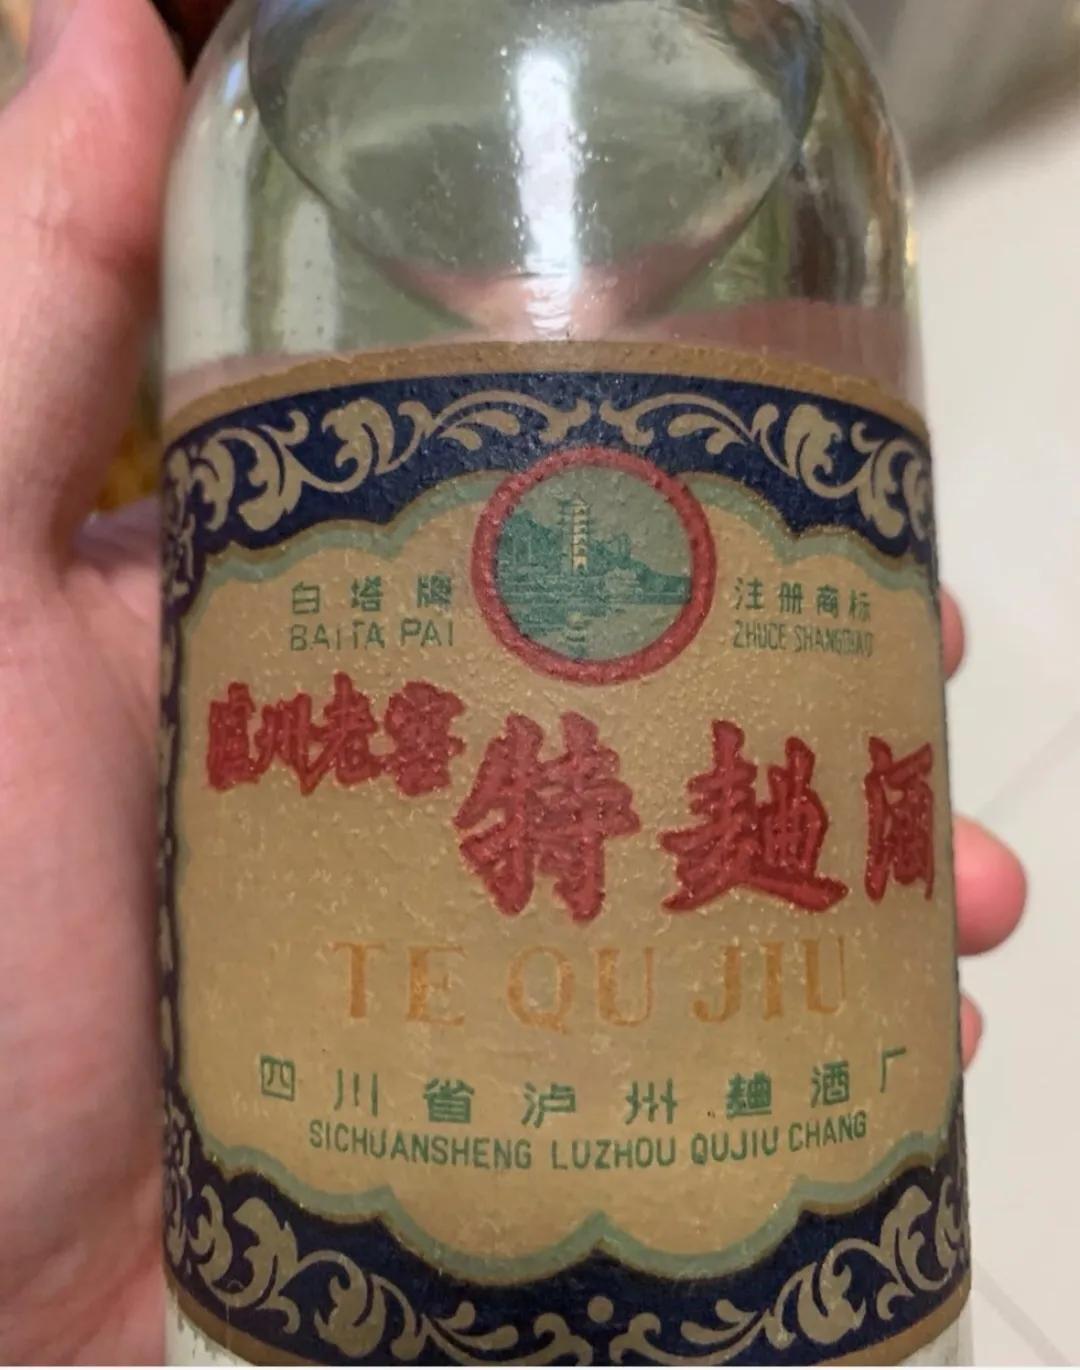 白塔牌
BAITA PAI
注册商标
ZHUCE SHANGBIAO
泸州老窖
特麯酒
TE QU JIU
四川省泸州麯酒厂
SICHUANSHENG LUZHOU QUJIU CHANG